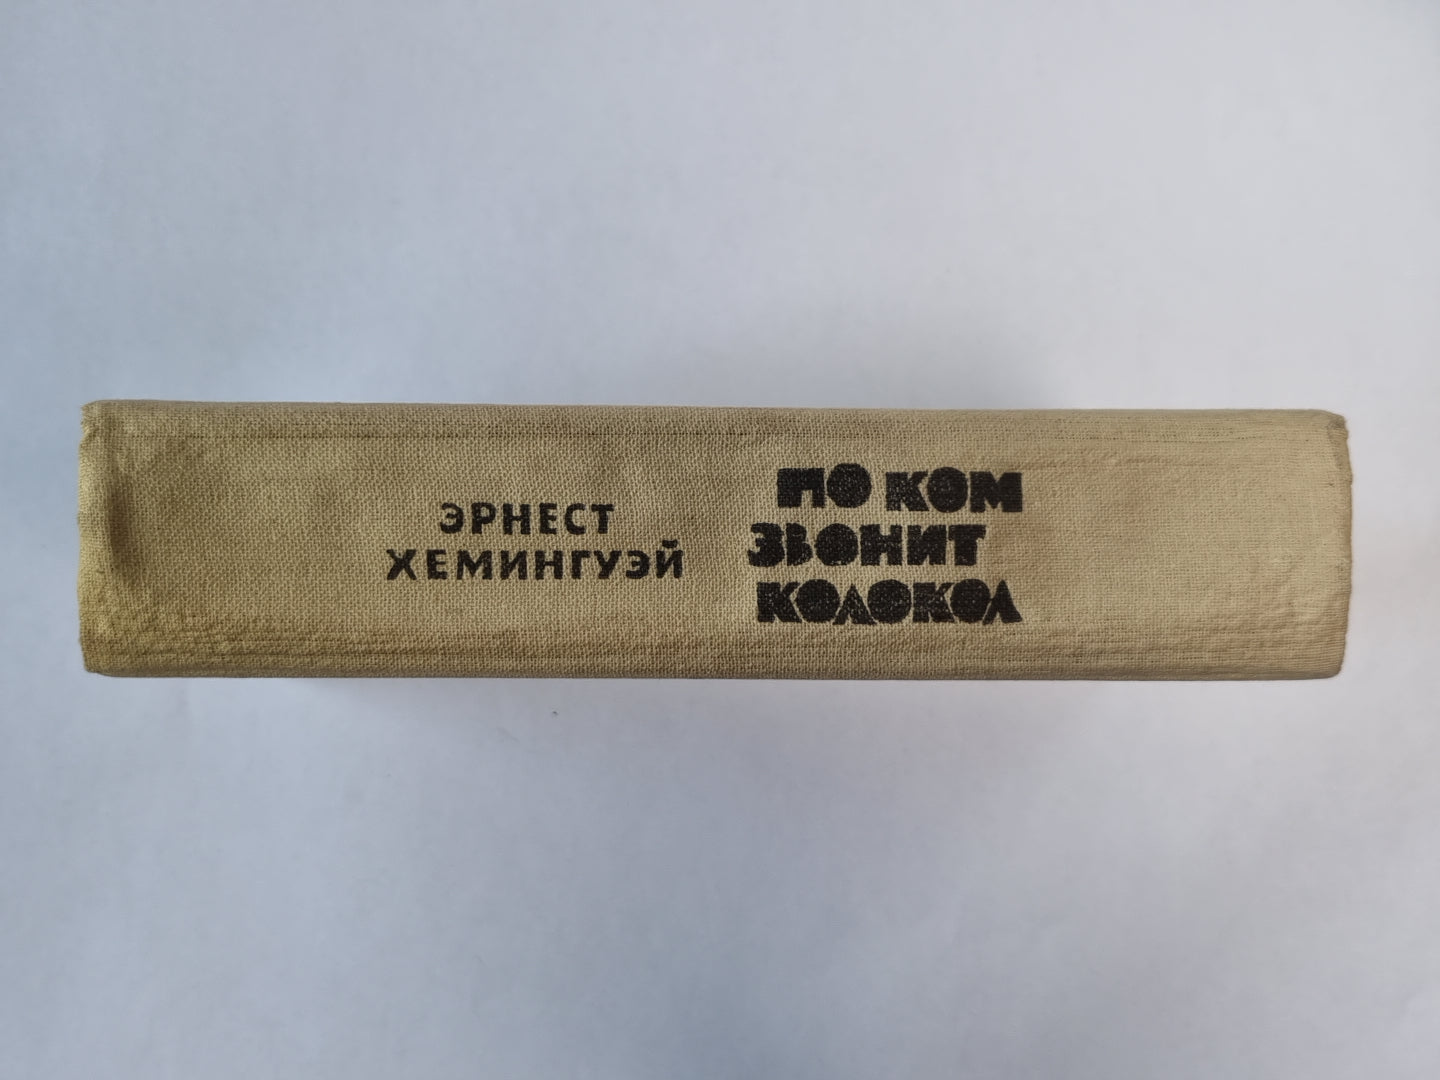 ЭРНЕСТ
ХЕМИНГУЭЙ
ПО КОМ
ЗВОНИТ
КОЛОКОЛ